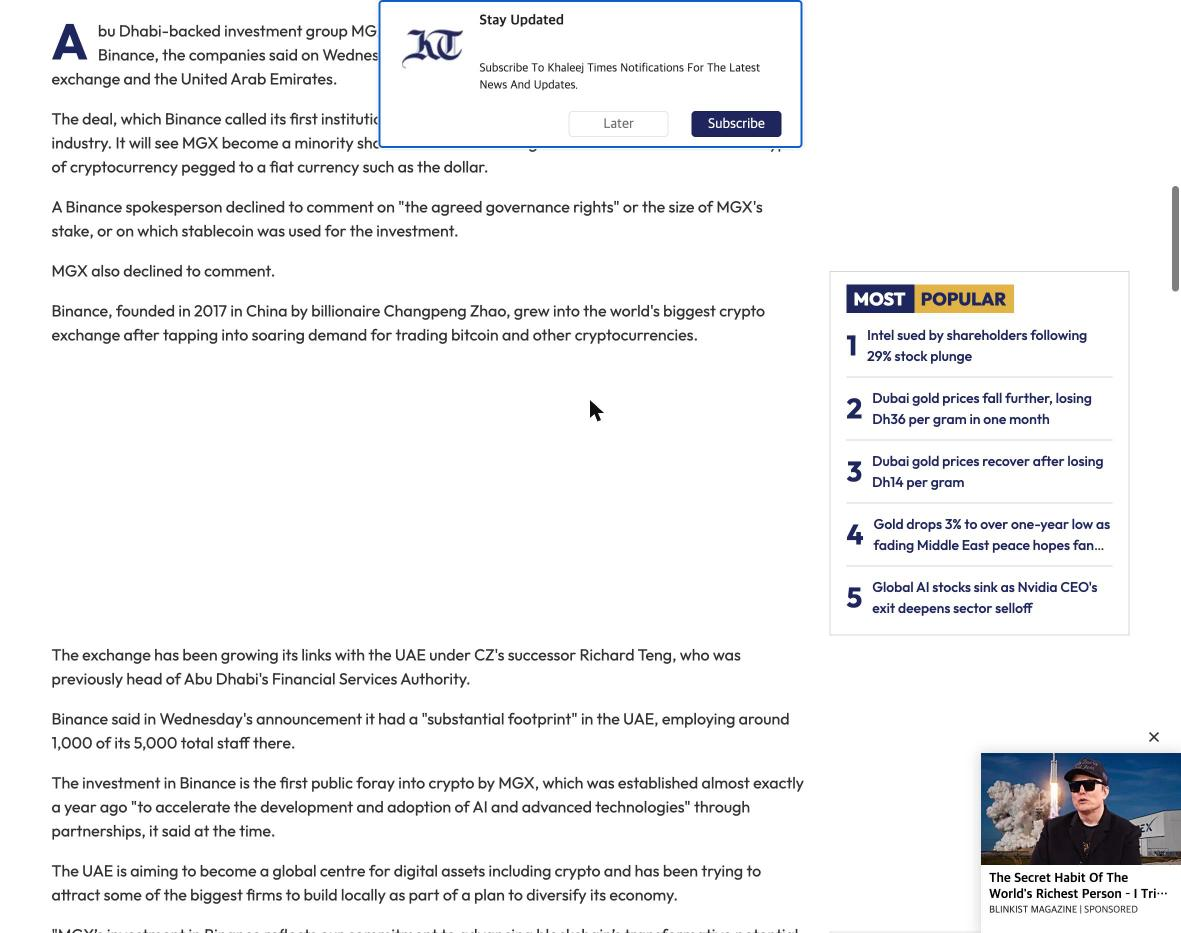 Stay Updated
KT
Subscribe To Khaleej Times Notifications For The Latest
News And Updates.
Later
Subscribe
Abu Dhabi-backed investment group MG
Binance, the companies said on Wednes
exchange and the United Arab Emirates.
The deal, which Binance called its first institutio
industry. It will see MGX become a minority sha
of cryptocurrency pegged to a fiat currency such as the dollar.
A Binance spokesperson declined to comment on "the agreed governance rights" or the size of MGX's
stake, or on which stablecoin was used for the investment.
MGX also declined to comment.
Binance, founded in 2017 in China by billionaire Changpeng Zhao, grew into the world's biggest crypto
exchange after tapping into soaring demand for trading bitcoin and other cryptocurrencies.
The exchange has been growing its links with the UAE under CZ's successor Richard Teng, who was
previously head of Abu Dhabi's Financial Services Authority.
Binance said in Wednesday's announcement it had a "substantial footprint" in the UAE, employing around
1,000 of its 5,000 total staff there.
The investment in Binance is the first public foray into crypto by MGX, which was established almost exactly
a year ago "to accelerate the development and adoption of AI and advanced technologies" through
partnerships, it said at the time.
The UAE is aiming to become a global centre for digital assets including crypto and has been trying to
attract some of the biggest firms to build locally as part of a plan to diversify its economy.
"MGX's investment in Binance reflects our commitment to advancing blockchain's transformative potential
MOST POPULAR
1 Intel sued by shareholders following
29% stock plunge
2 Dubai gold prices fall further, losing
Dh36 per gram in one month
3 Dubai gold prices recover after losing
Dh14 per gram
4 Gold drops 3% to over one-year low as
fading Middle East peace hopes fan...
5 Global AI stocks sink as Nvidia CEO's
exit deepens sector selloff
The Secret Habit Of The
World's Richest Person - I Tri···
BLINKIST MAGAZINE | SPONSORED